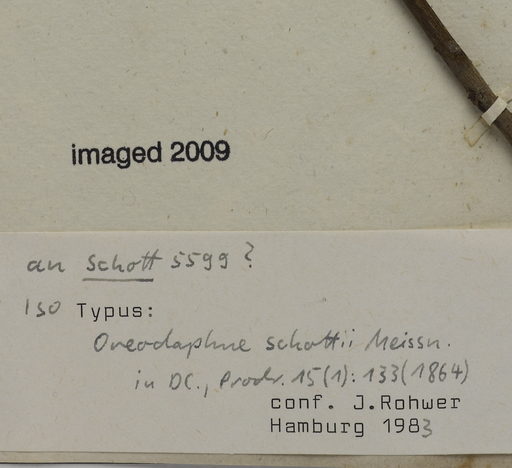 imaged 2009
an Schott 5599?
Iso Typus:
Oreodaphne schottii Meissn.
in DC., Prodr. 15(1): 133(1864)
conf. J.Rohwer
Hamburg 1983